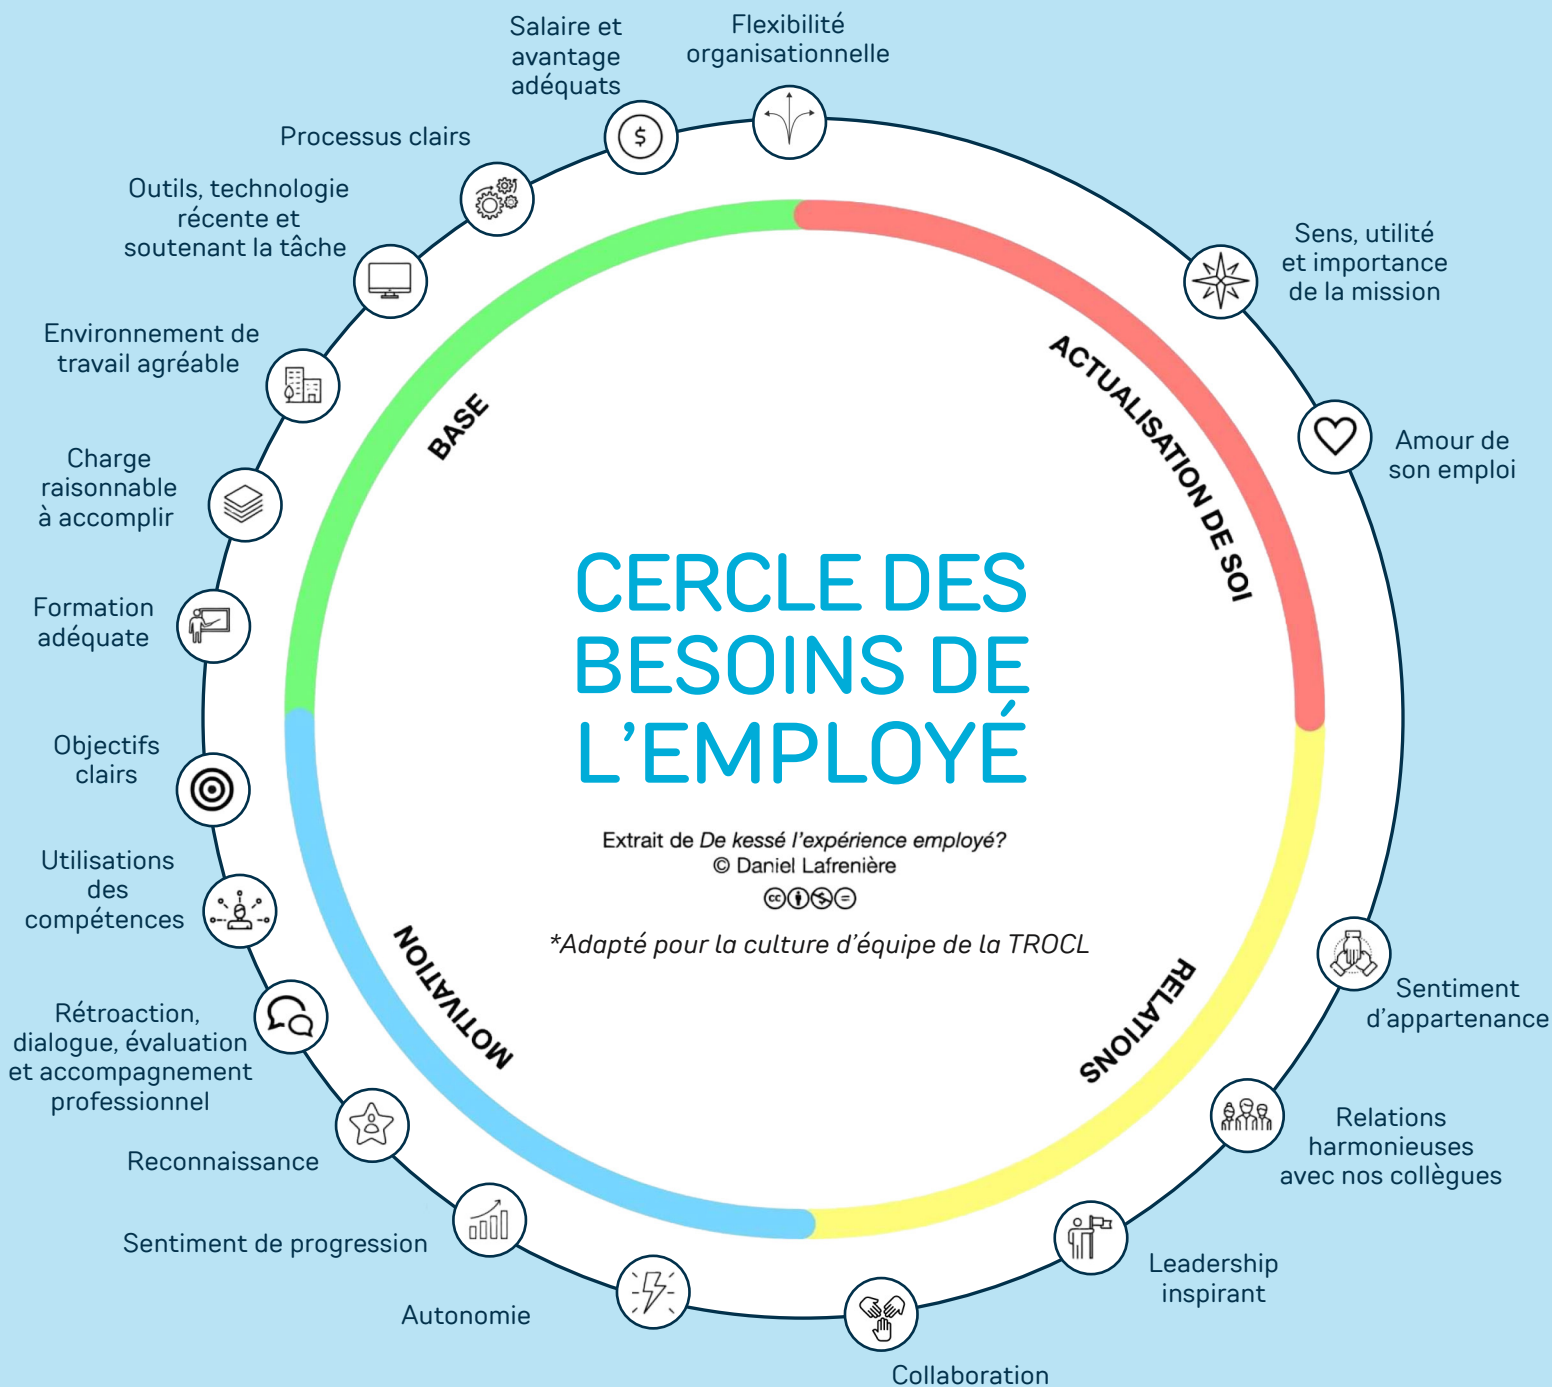 Salaire et
avantage
adéquats
Flexibilité
organisationnelle
Processus clairs
$
Outils, technologie
récente et
soutenant la tâche
Sens, utilité
et importance
de la mission
Environnement de
travail agréable
BASE
ACTUALISATION DE SOI
Amour de
son emploi
Charge
raisonnable
à accomplir
Formation
adéquate
CERCLE DES
BESOINS DE
L'EMPLOYÉ
Objectifs
clairs
Extrait de De kessé l'expérience employé?
© Daniel Lafrenière
cc
*Adapté pour la culture d'équipe de la TROCL
Utilisations
des
compétences
MOTIVATION
RELATIONS
Sentiment
d'appartenance
Rétroaction,
dialogue, évaluation
et accompagnement
professionnel
Relations
harmonieuses
avec nos collègues
Reconnaissance
Sentiment de progression
Leadership
inspirant
Autonomie
Collaboration